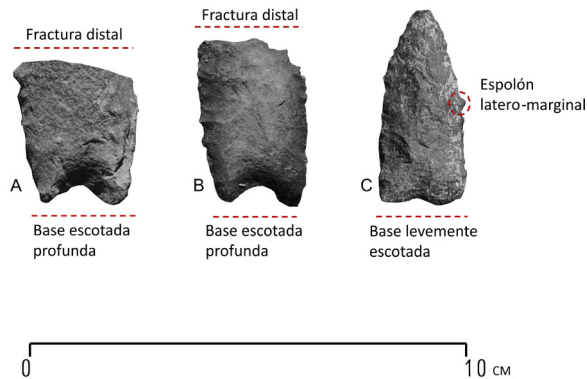 Fractura distal
Fractura distal
Espolón
latero-marginal
A
B
C
Base escotada
profunda
Base escotada
profunda
Base levemente
escotada
0
10 CM